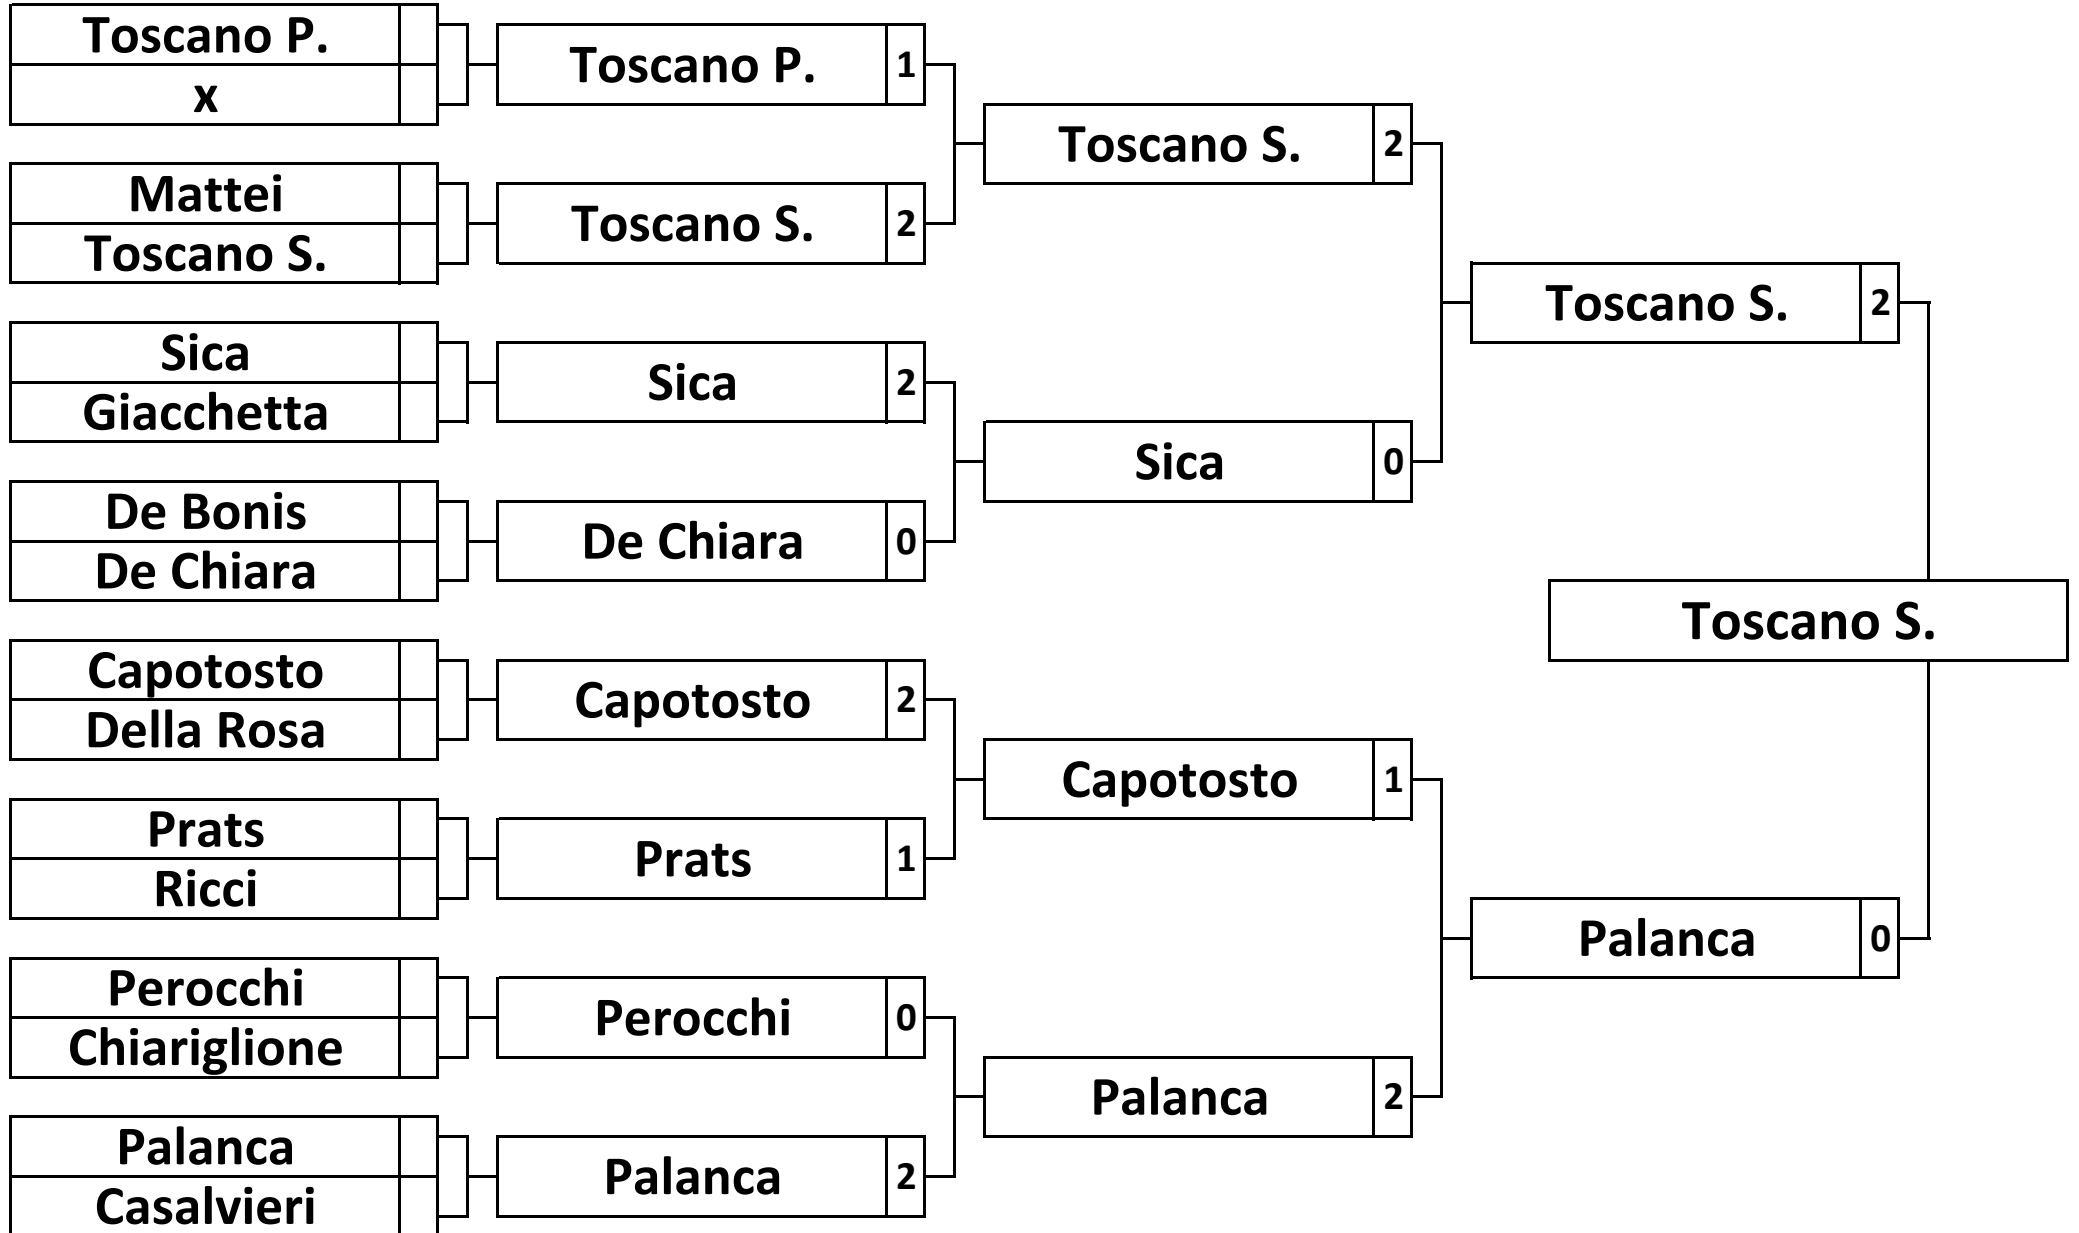 Toscano P.
x
Mattei
Toscano S.
Sica
Giacchetta
De Bonis
De Chiara
Capotosto
Della Rosa
Prats
Ricci
Perocchi
Chiariglione
Palanca
Casalvieri
Toscano P. 1
Toscano S. 2
Sica 2
De Chiara 0
Capotosto 2
Prats 1
Perocchi 0
Palanca 2
Toscano S. 2
Sica 0
Capotosto 1
Palanca 2
Toscano S. 2
Palanca 0
Toscano S.